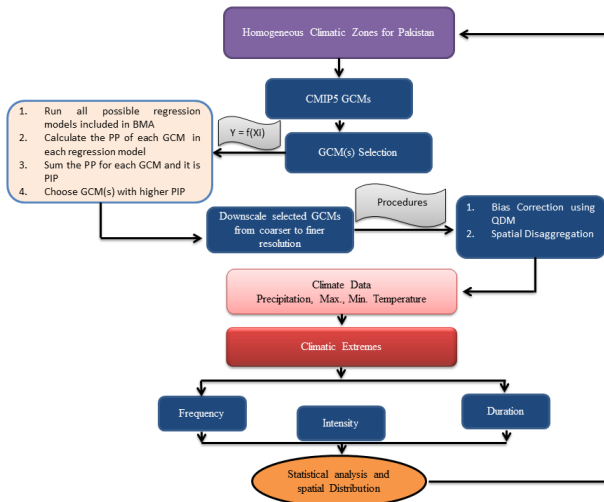 Homogeneous Climatic Zones for Pakistan
CMIP5 GCMs
Y = f(Xi)
GCM(s) Selection
1. Run all possible regression
models included in BMA
2. Calculate the PP of each GCM in
each regression model
3. Sum the PP for each GCM and it is
PIP
4. Choose GCM(s) with higher PIP
Downscale selected GCMs
from coarser to finer
resolution
Procedures
1. Bias Correction using
QDM
2. Spatial Disaggregation
Climate Data
Precipitation, Max., Min. Temperature
Climatic Extremes
Frequency
Intensity
Duration
Statistical analysis and
spatial Distribution